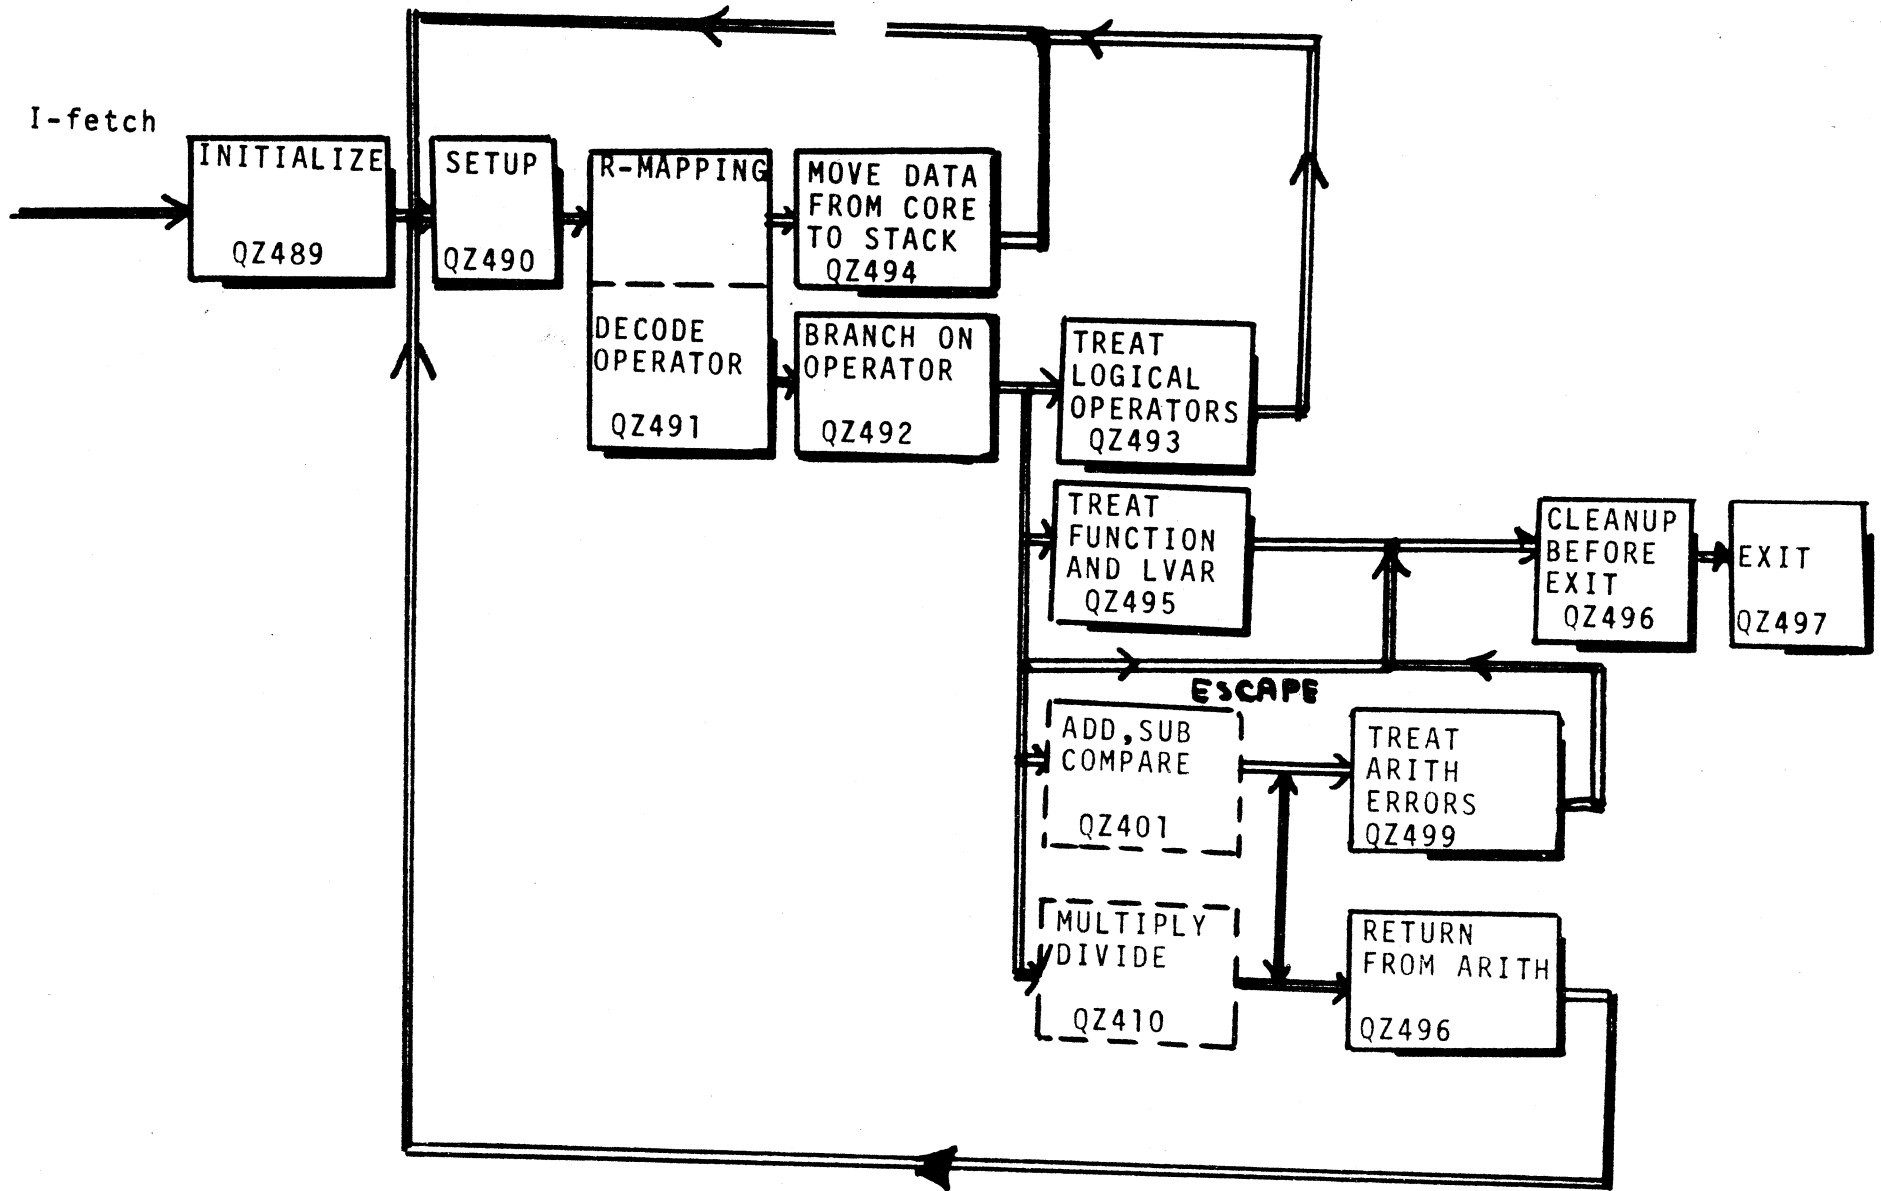 I-fetch
INITIALIZE
QZ489
SETUP
QZ490
R-MAPPING
DECODE
OPERATOR
QZ491
MOVE DATA
FROM CORE
TO STACK
QZ494
BRANCH ON
OPERATOR
QZ492
TREAT
LOGICAL
OPERATORS
QZ493
TREAT
FUNCTION
AND LVAR
QZ495
CLEANUP
BEFORE
EXIT
QZ496
EXIT
QZ497
ESCAPE
ADD,SUB
COMPARE
QZ401
TREAT
ARITH
ERRORS
QZ499
MULTIPLY
DIVIDE
QZ410
RETURN
FROM ARITH
QZ496